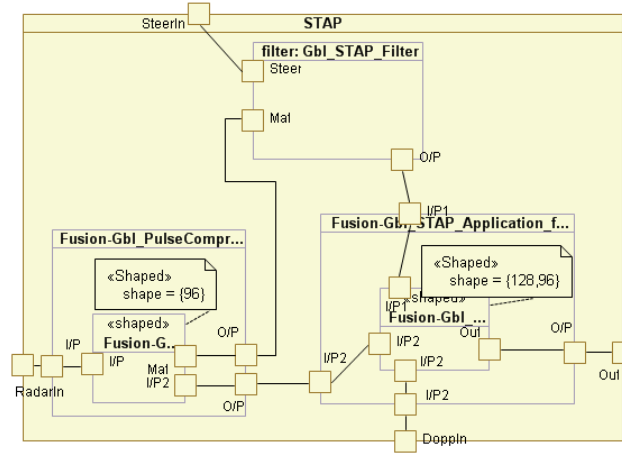 STAP
SteerIn
filter: Gbl_STAP_Filter
Steer
Mat
O/P
I/P1
Fusion-Gbl_STAP_Application_f...
Fusion-Gbl_PulseCompr...
«Shaped»
shape = {96}
«Shaped»
shape = {128,96}
«shaped»
Fusion-G...
«shaped»
I/P1
Fusion-Gbl_...
O/P
I/P
I/P
Mat
I/P2
O/P
RadarIn
I/P2
I/P2
Out
O/P
Out
I/P2
I/P2
DoppIn